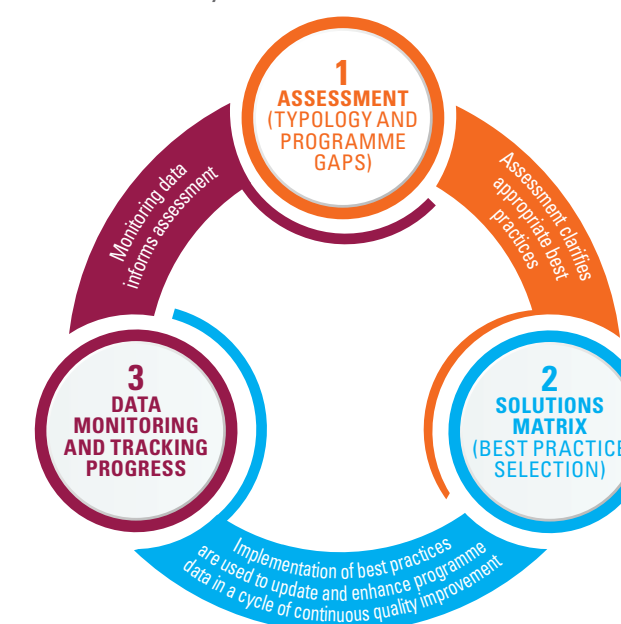 1
ASSESSMENT
(TYPOLOGY AND
PROGRAMME
GAPS)
Assessment clarifies
appropriate best
practices
2
SOLUTIONS
MATRIX
(BEST PRACTICE
SELECTION)
Implementation of best practices
are used to update and enhance programme
data in a cycle of continuous quality improvement
3
DATA
MONITORING
AND TRACKING
PROGRESS
Monitoring data
informs assessment